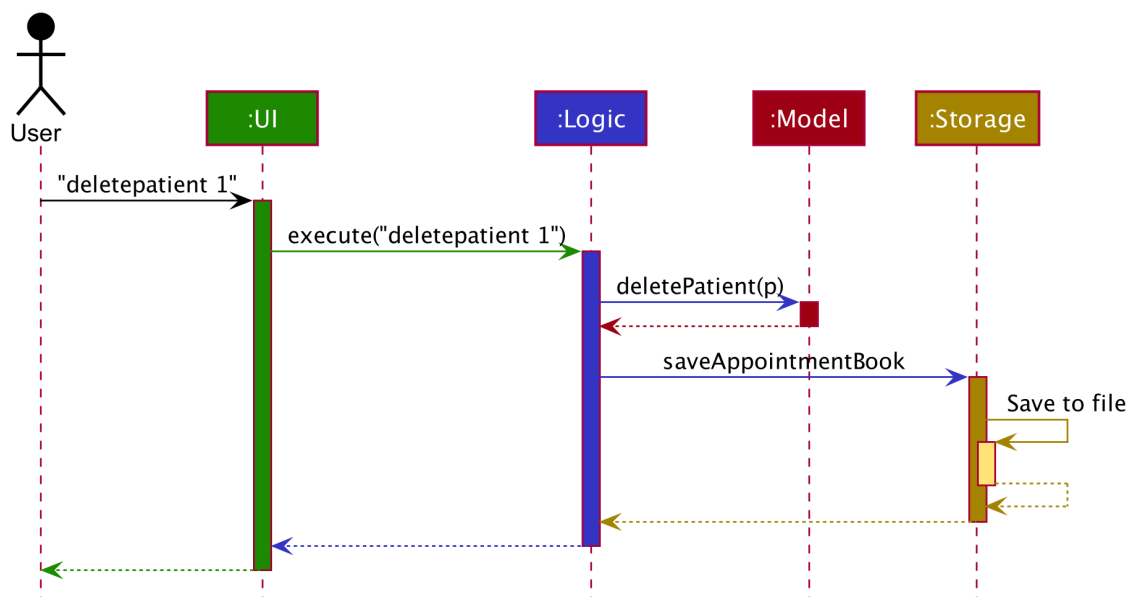 User
:UI
:Logic
:Model
:Storage
"deletepatient 1"
execute("deletepatient 1")
deletePatient(p)
saveAppointmentBook
Save to file